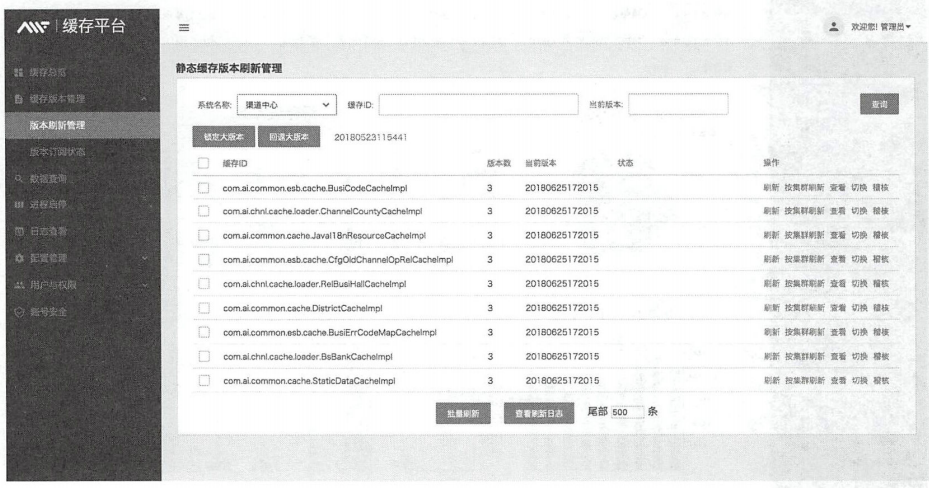 缓存平台
欢迎您! 管理员
缓存总览
缓存版本管理
版本刷新管理
版本订阅状态
数据查询
进程启停
日志查看
配置管理
用户与权限
账号安全
静态缓存版本刷新管理
系统名称: 渠道中心 缓存ID: 当前版本: 查询
锁定大版本 回退大版本 20180523115441
缓存ID 版本数 当前版本 状态 操作
com.ai.common.esb.cache.BusiCodeCacheImpl 3 20180625172015 刷新 按集群刷新 查看 切换 稽核
com.ai.chnl.cache.loader.ChannelCountyCacheImpl 3 20180625172015 刷新 按集群刷新 查看 切换 稽核
com.ai.common.cache.JavaI18nResourceCacheImpl 3 20180625172015 刷新 按集群刷新 查看 切换 稽核
com.ai.common.esb.cache.CfgOldChannelOpRelCacheImpl 3 20180625172015 刷新 按集群刷新 查看 切换 稽核
com.ai.chnl.cache.loader.RelBusiHallCacheImpl 3 20180625172015 刷新 按集群刷新 查看 切换 稽核
com.ai.common.cache.DistrictCacheImpl 3 20180625172015 刷新 按集群刷新 查看 切换 稽核
com.ai.common.esb.cache.BusiErrCodeMapCacheImpl 3 20180625172015 刷新 按集群刷新 查看 切换 稽核
com.ai.chnl.cache.loader.BsBankCacheImpl 3 20180625172015 刷新 按集群刷新 查看 切换 稽核
com.ai.common.cache.StaticDataCacheImpl 3 20180625172015 刷新 按集群刷新 查看 切换 稽核
批量刷新 查看刷新日志 尾部 500 条